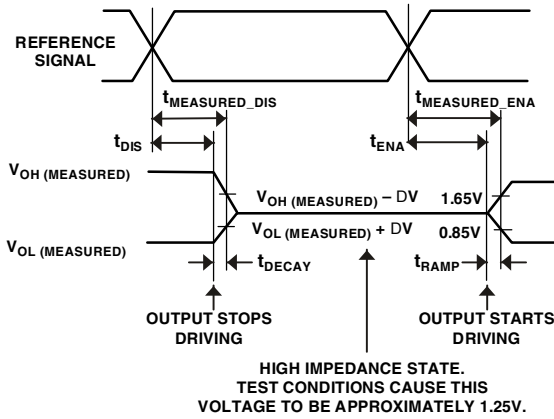 REFERENCE
SIGNAL
tMEASURED_DIS
tMEASURED_ENA
tDIS
tENA
VOH (MEASURED)
VOH (MEASURED) – DV
1.65V
VOL (MEASURED) + DV
0.85V
VOL (MEASURED)
tDECAY
tRAMP
OUTPUT STOPS
DRIVING
OUTPUT STARTS
DRIVING
HIGH IMPEDANCE STATE.
TEST CONDITIONS CAUSE THIS
VOLTAGE TO BE APPROXIMATELY 1.25V.